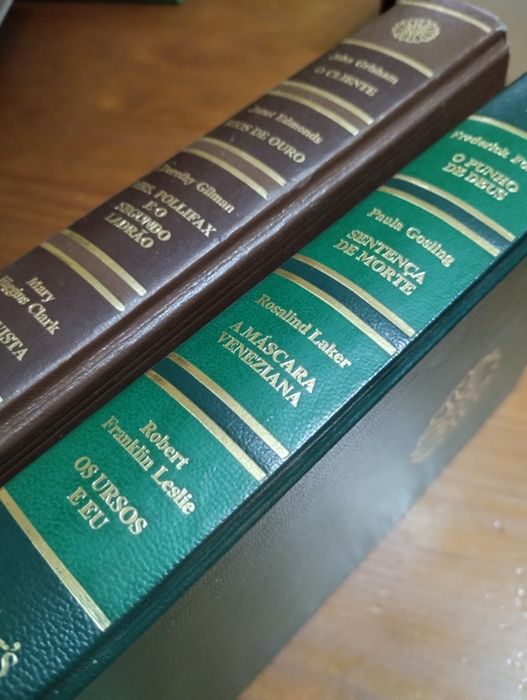 John Grisham
O CLIENTE
Janet Edmonds
RIOS DE OURO
Dorothy Gilman
MRS. POLLIFAX
E O
SEGUNDO
LADRÃO
Mary
Higgins Clark
Frederick
O PUNHO
DE DEUS
Paula Gosling
SENTENÇA
DE MORTE
Rosalind Laker
A MÁSCARA
VENEZIANA
Robert
Franklin Leslie
OS URSOS
E EU